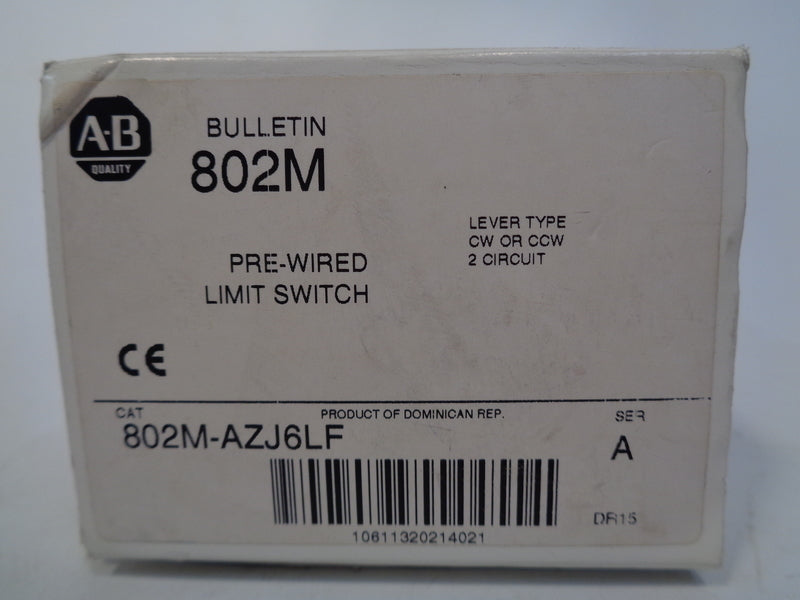 A-B
QUALITY
BULLETIN
802M
PRE-WIRED
LIMIT SWITCH
LEVER TYPE
CW OR CCW
2 CIRCUIT
CE
CAT
PRODUCT OF DOMINICAN REP.
SER
802M-AZJ6LF
A
10611320214021
DR15